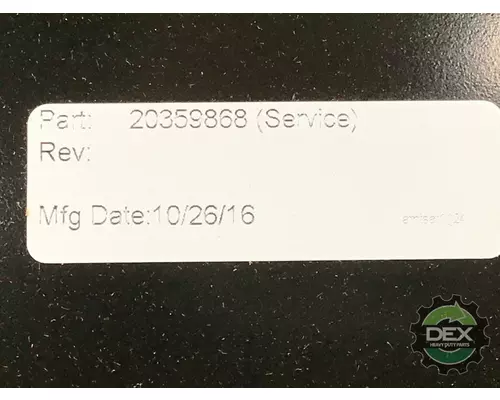 Part: 20359868 (Service)
Rev:
Mfg Date:10/26/16
DEX
HEAVY DUTY PARTS